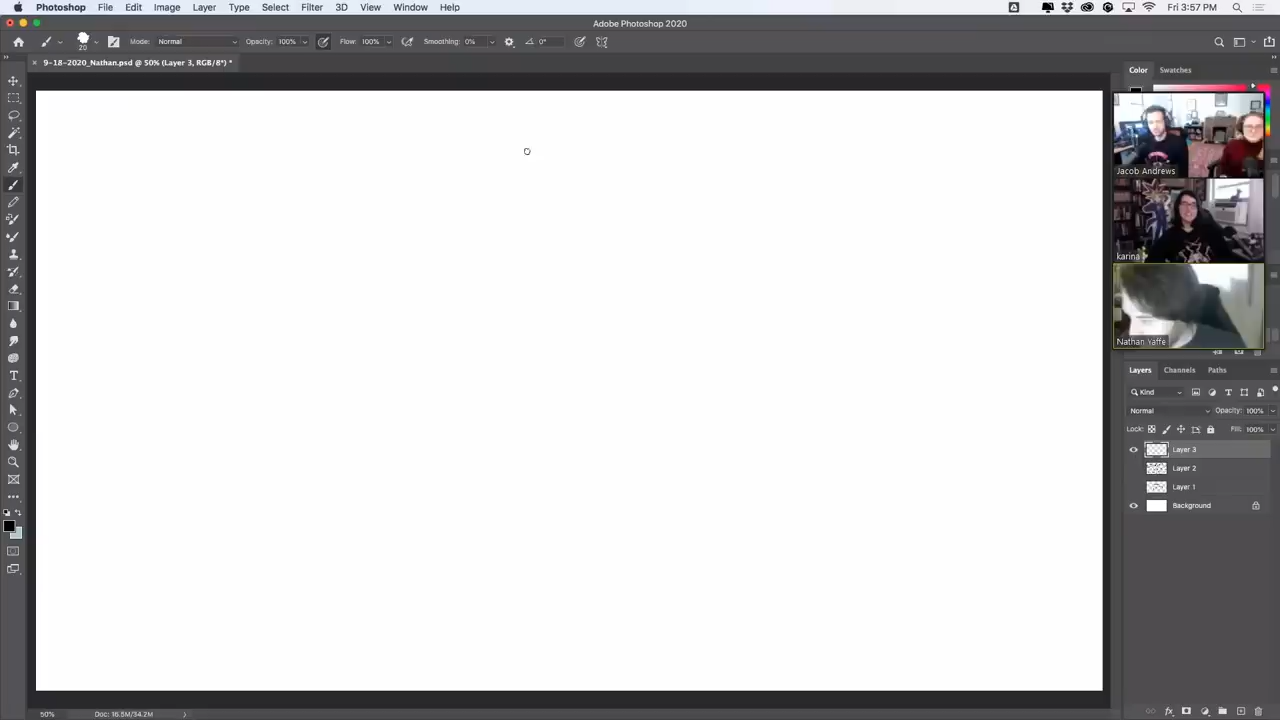 Photoshop File Edit Image Layer Type Select Filter 3D View Window Help Fri 3:57 PM
Adobe Photoshop 2020
20 Mode: Normal Opacity: 100% Flow: 100% Smoothing: 0% 0°
9-18-2020_Nathan.psd @ 50% (Layer 3, RGB/8*) *
Color Swatches
Jacob Andrews
karina
Nathan Yaffe
Layers Channels Paths
Kind
Normal Opacity: 100%
Lock: Fill: 100%
Layer 3
Layer 2
Layer 1
Background
50% Doc: 16.5M/34.2M